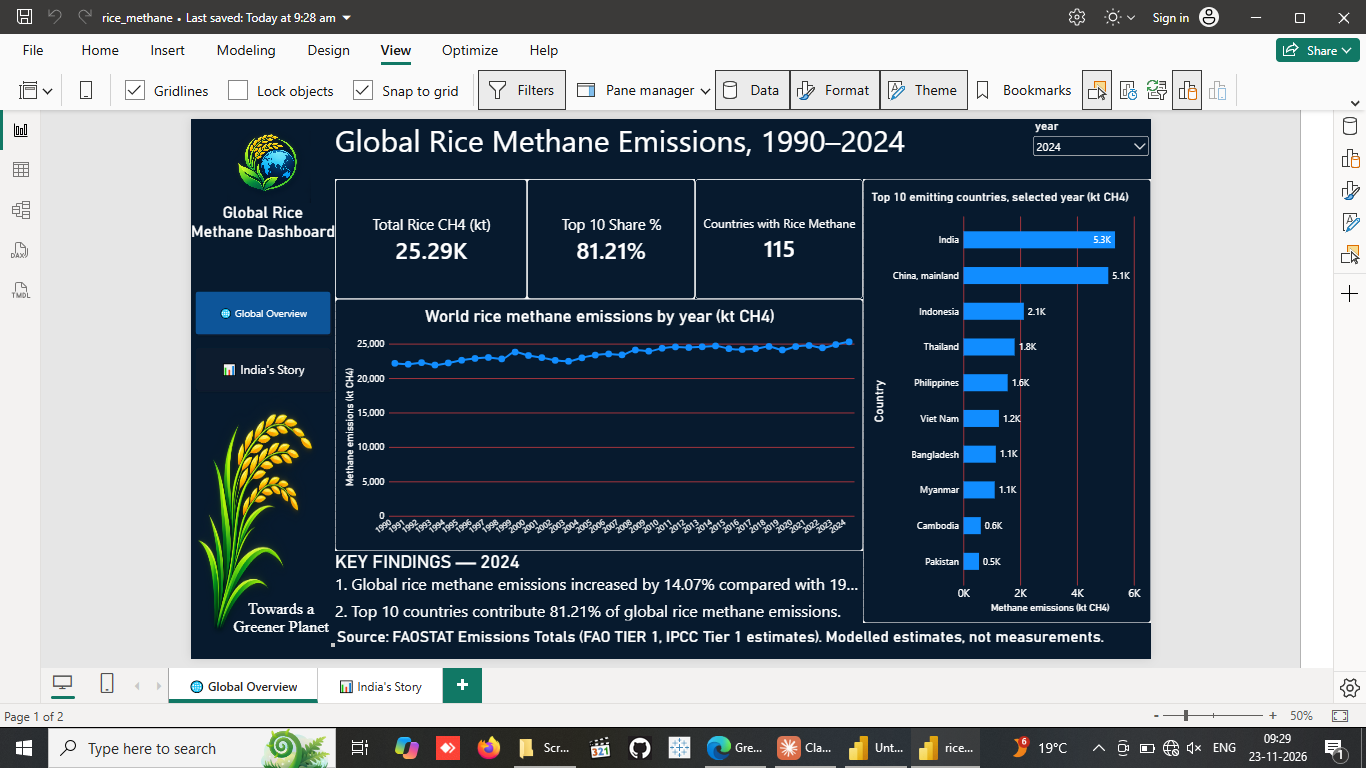 rice_methane • Last saved: Today at 9:28 am
Sign in
File Home Insert Modeling Design View Optimize Help
Share
Gridlines Lock objects Snap to grid Filters Pane manager Data Format Theme Bookmarks
Global Rice
Methane Dashboard
🌐 Global Overview
📊 India's Story
Towards a
Greener Planet
Global Rice Methane Emissions, 1990–2024
year
2024
Total Rice CH4 (kt)
25.29K
Top 10 Share %
81.21%
Countries with Rice Methane
115
World rice methane emissions by year (kt CH4)
Methane emissions (kt CH4)
25,000
20,000
15,000
10,000
5,000
0
1990 1991 1992 1993 1994 1995 1996 1997 1998 1999 2000 2001 2002 2003 2004 2005 2006 2007 2008 2009 2010 2011 2012 2013 2014 2015 2016 2017 2018 2019 2020 2021 2022 2023 2024
Top 10 emitting countries, selected year (kt CH4)
Country
India 5.3K
China, mainland 5.1K
Indonesia 2.1K
Thailand 1.8K
Philippines 1.6K
Viet Nam 1.2K
Bangladesh 1.1K
Myanmar 1.1K
Cambodia 0.6K
Pakistan 0.5K
0K 2K 4K 6K
Methane emissions (kt CH4)
KEY FINDINGS — 2024
1. Global rice methane emissions increased by 14.07% compared with 19...
2. Top 10 countries contribute 81.21% of global rice methane emissions.
Source: FAOSTAT Emissions Totals (FAO TIER 1, IPCC Tier 1 estimates). Modelled estimates, not measurements.
DAX
TMDL
🌐 Global Overview
📊 India's Story
+
Page 1 of 2
- + 50%
Type here to search
321
Scr...
Gre...
Cla...
Unt...
rice...
6
19°C
ENG
09:29
23-11-2026
1